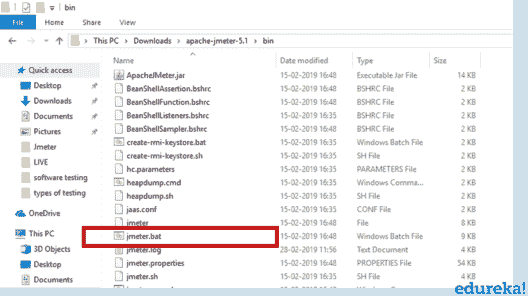 bin
File Home Share View
This PC Downloads apache-jmeter-5.1 bin
Name Date modified Type Size
Quick access
Desktop
Downloads
Documents
Pictures
Jmeter
LIVE
software testing
types of testing
OneDrive
This PC
3D Objects
Desktop
Documents
ApacheJMeter.jar 15-02-2019 16:48 Executable Jar File 14 KB
BeanShellAssertion.bshrc 15-02-2019 16:35 BSHRC File 2 KB
BeanShellFunction.bshrc 15-02-2019 16:35 BSHRC File 2 KB
BeanShellListeners.bshrc 15-02-2019 16:35 BSHRC File 2 KB
BeanShellSampler.bshrc 15-02-2019 16:35 BSHRC File 2 KB
create-rmi-keystore.bat 15-02-2019 16:48 Windows Batch File 2 KB
create-rmi-keystore.sh 15-02-2019 16:35 SH File 2 KB
hc.parameters 15-02-2019 16:35 PARAMETERS File 2 KB
heapdump.cmd 15-02-2019 16:48 Windows Comma... 2 KB
heapdump.sh 15-02-2019 16:35 SH File 2 KB
jaas.conf 15-02-2019 16:35 CONF File 2 KB
jmeter 15-02-2019 16:48 File 8 KB
jmeter.bat 15-02-2019 16:48 Windows Batch File 9 KB
jmeter.log 28-02-2019 11:56 Text Document 4 KB
jmeter.properties 15-02-2019 16:48 PROPERTIES File 54 KB
jmeter.sh 15-02-2019 16:35 SH File 4 KB
edureka!